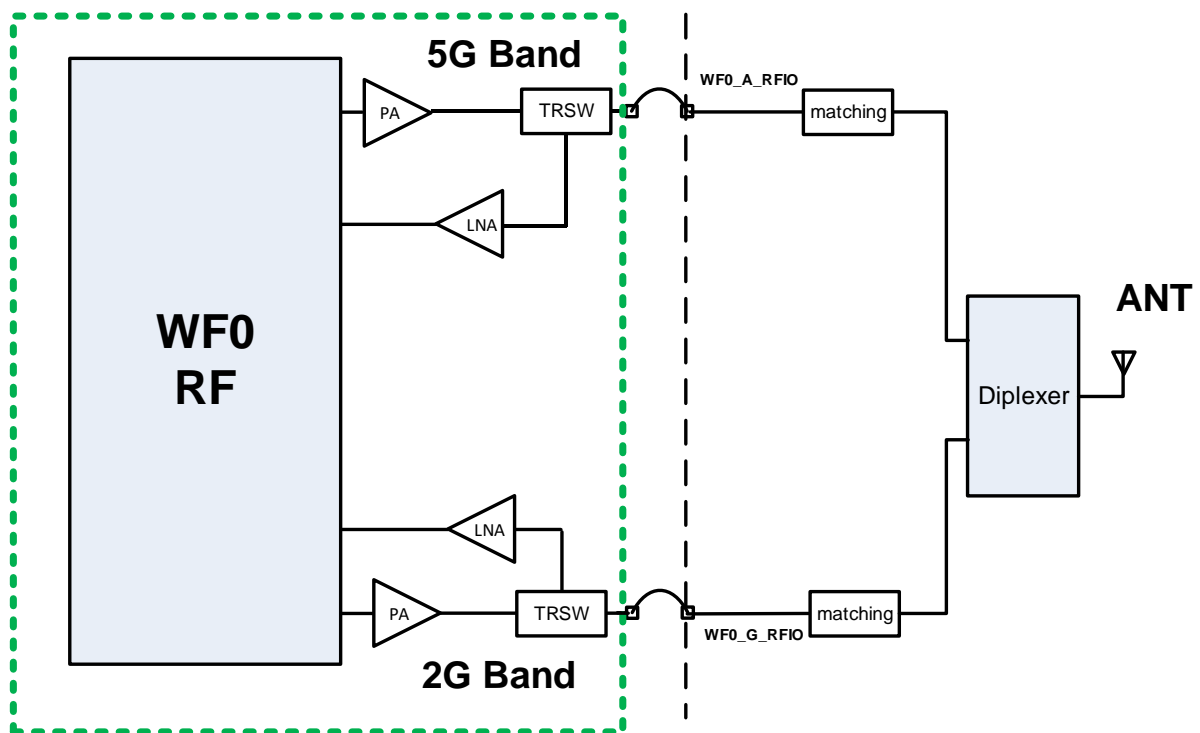 5G Band
PA
TRSW
WF0_A_RFIO
matching
LNA
WF0
RF
ANT
Diplexer
LNA
PA
TRSW
WF0_G_RFIO
matching
2G Band